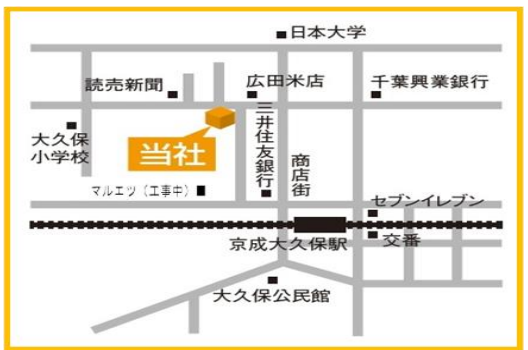 日本大学
読売新聞
広田米店
千葉興業銀行
大久保
小学校
当社
三井住友銀行
商店街
マルエツ（工事中）
セブンイレブン
京成大久保駅
交番
大久保公民館